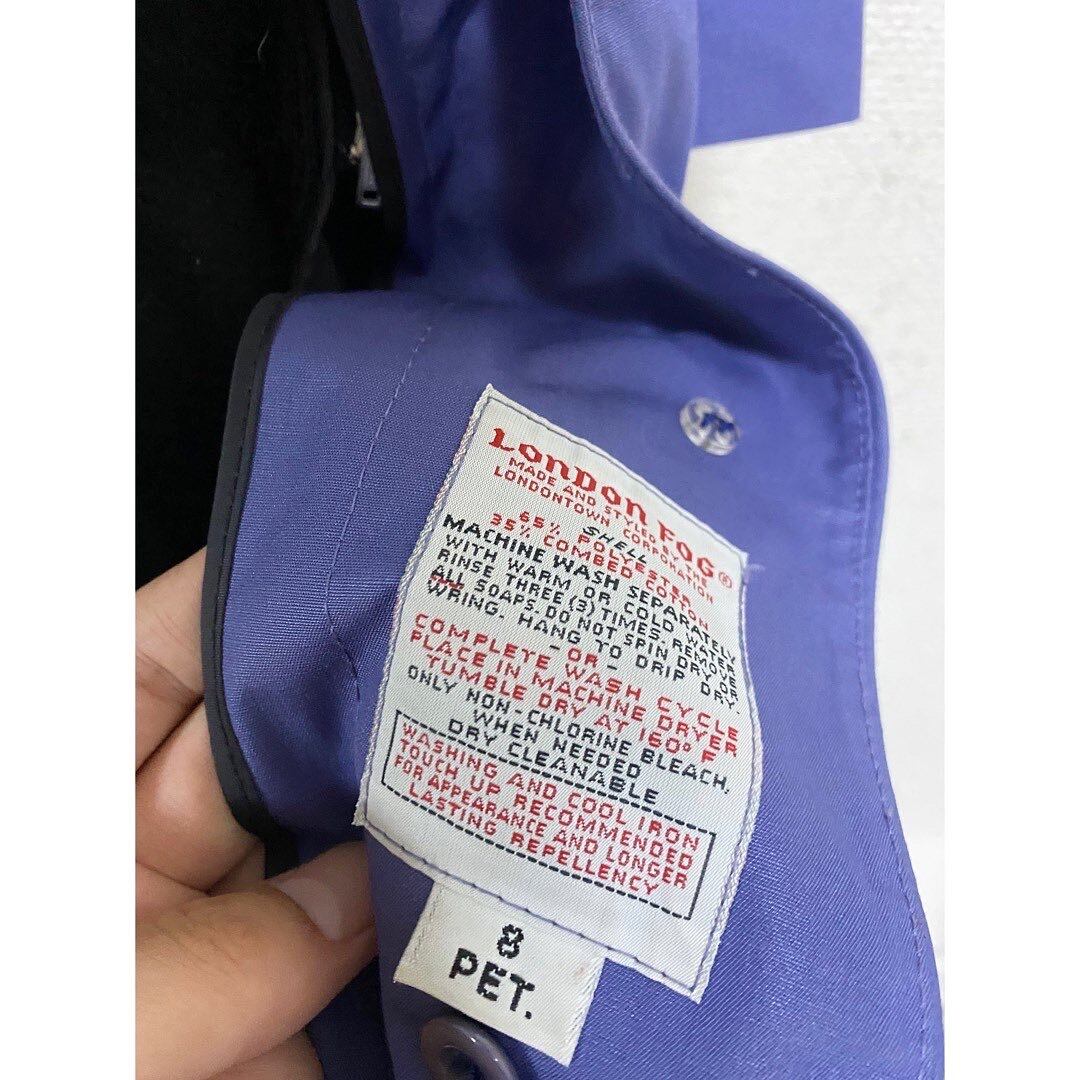 LONDON FOG®
MADE AND STYLED BY THE
LONDONTOWN CORPORATION
SHELL
65% POLYESTER
35% COMBED COTTON
MACHINE WASH SEPARATELY
WITH WARM OR COLD WATER
RINSE THREE (3) TIMES. REMOVE
ALL SOAPS. DO NOT SPIN DRY OR
WRING. HANG TO DRIP DRY.
-OR-
COMPLETE WASH CYCLE
PLACE IN MACHINE DRYER
TUMBLE DRY AT 160° F
ONLY NON-CHLORINE BLEACH.
WHEN NEEDED
DRY CLEANABLE
WASHING AND COOL IRON
TOUCH UP RECOMMENDED
FOR APPEARANCE AND LONGER
LASTING REPELLENCY
8
PET.